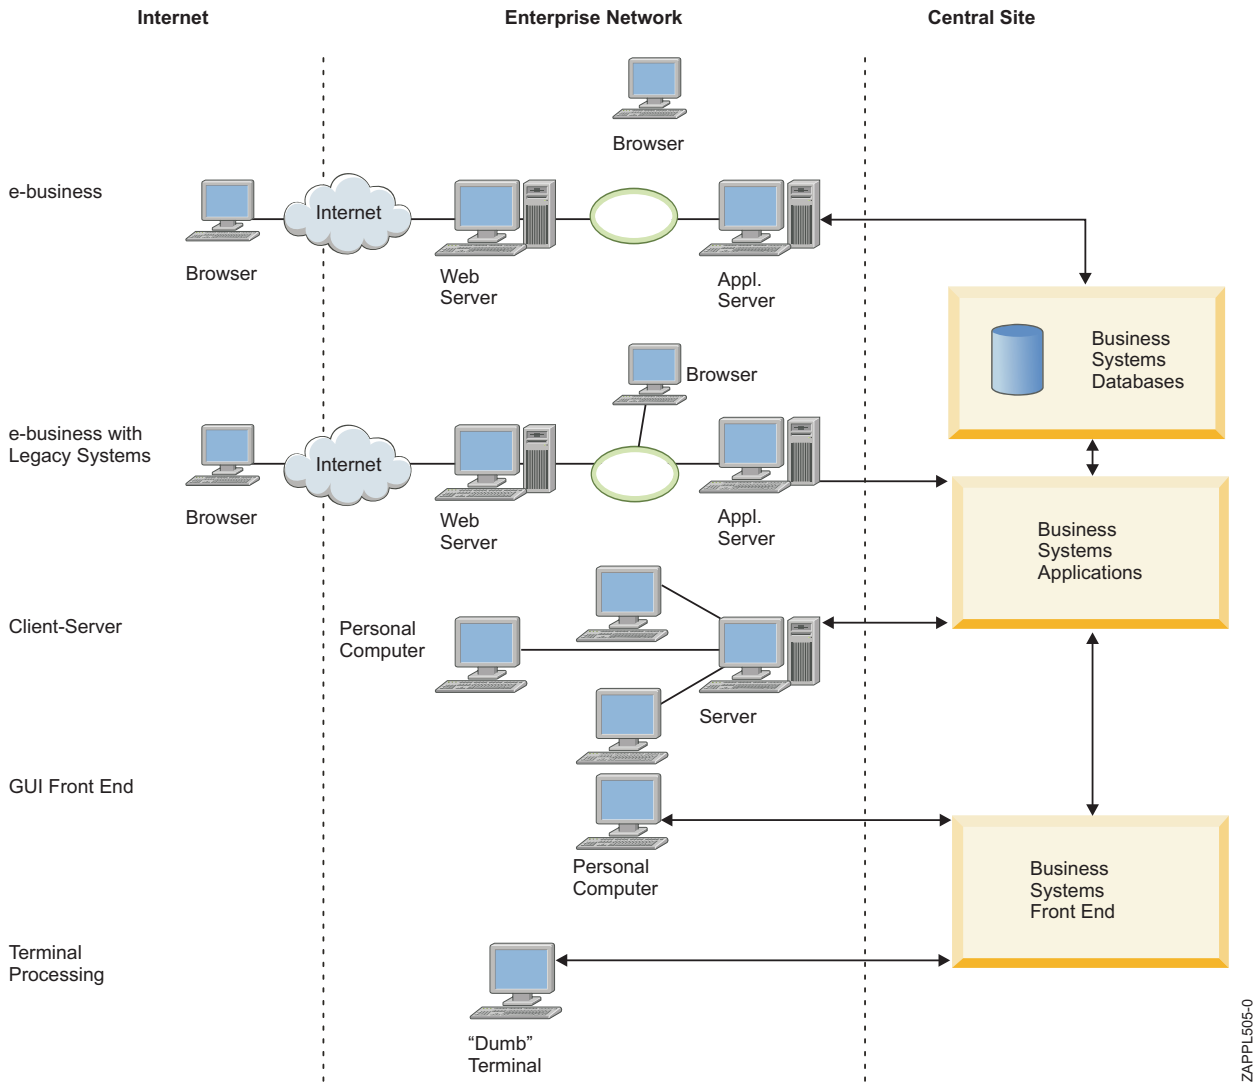 Internet
Enterprise Network
Central Site
Browser
e-business
Internet
Browser
Web
Server
Appl.
Server
Business
Systems
Databases
Browser
e-business with
Legacy Systems
Internet
Browser
Web
Server
Appl.
Server
Business
Systems
Applications
Client-Server
Personal
Computer
Server
GUI Front End
Personal
Computer
Business
Systems
Front End
Terminal
Processing
“Dumb”
Terminal
ZAPPL505-0